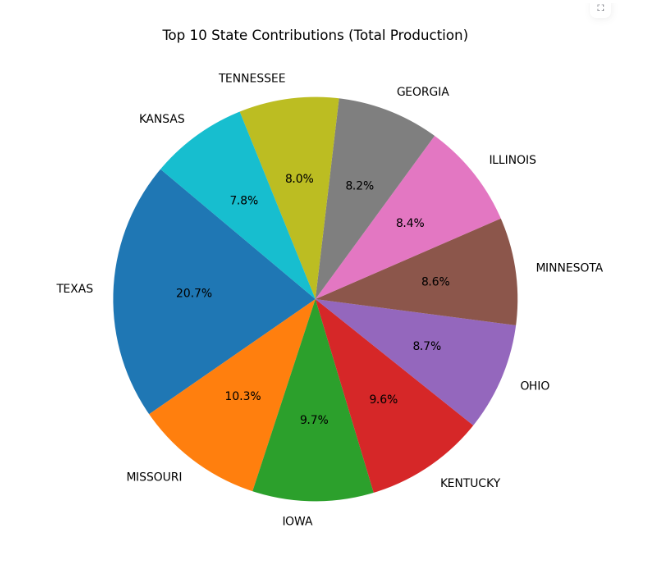 Top 10 State Contributions (Total Production)
TENNESSEE
GEORGIA
KANSAS
ILLINOIS
8.0%
8.2%
7.8%
8.4%
MINNESOTA
TEXAS
20.7%
8.6%
8.7%
OHIO
10.3%
9.6%
9.7%
MISSOURI
KENTUCKY
IOWA